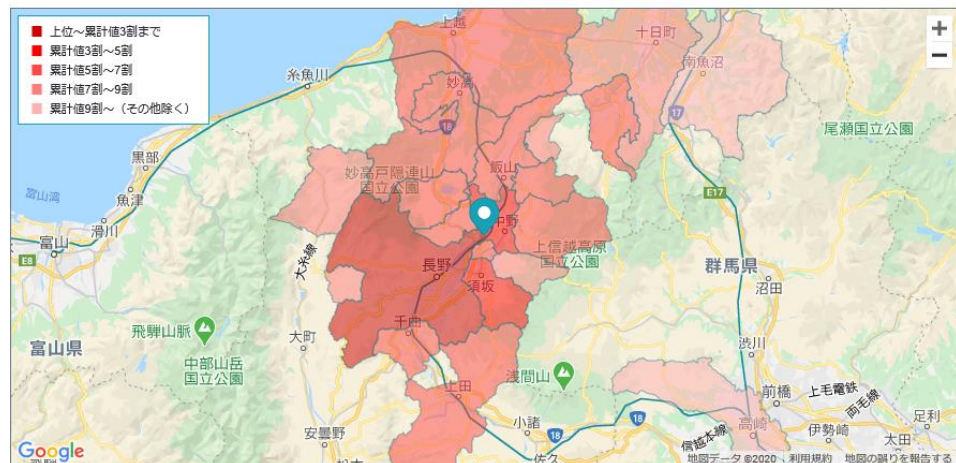 上位~累計値3割まで
累計値3割~5割
累計値5割~7割
累計値7割~9割
累計値9割~(その他除く)
+
−
上越
十日町
南魚沼
糸魚川
妙高
18
17
尾瀬国立公園
黒部
妙高戸隠連山
国立公園
飯山
E17
富山湾
魚津
滑川
中野
富山
E8
大糸線
上信越高原
国立公園
群馬県
長野
須坂
沼田
飛騨山脈
千曲
富山県
大町
渋川
中部山岳
国立公園
浅間山
前橋
上毛電鉄
両毛線
上田
小諸
18
信越本線
高崎
伊勢崎
足利
太田
安曇野
佐久
松本
Google
地図データ ©2020
利用規約
地図の誤りを報告する